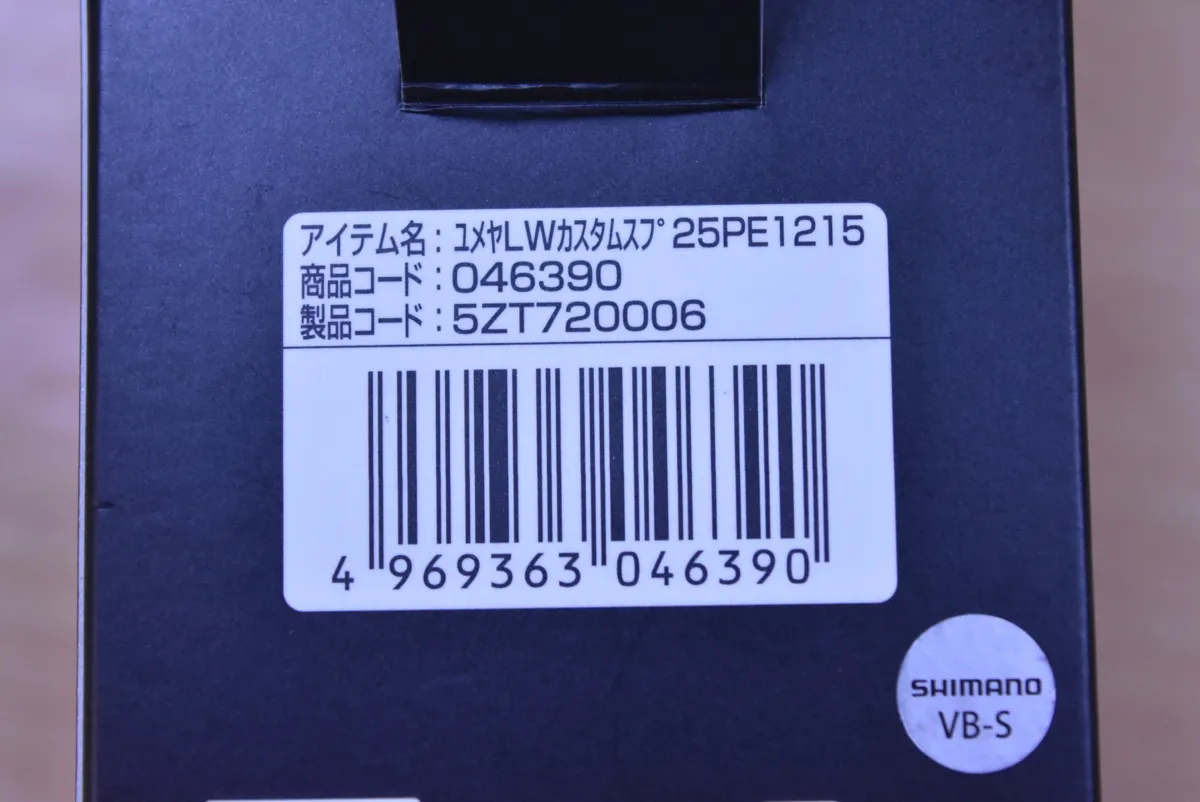 アイテム名：ﾕﾒﾔLWｶｽﾀﾑｽﾌﾟ 25PE1215
商品コード：046390
製品コード：5ZT720006
4 969363 046390
SHIMANO
VB-S